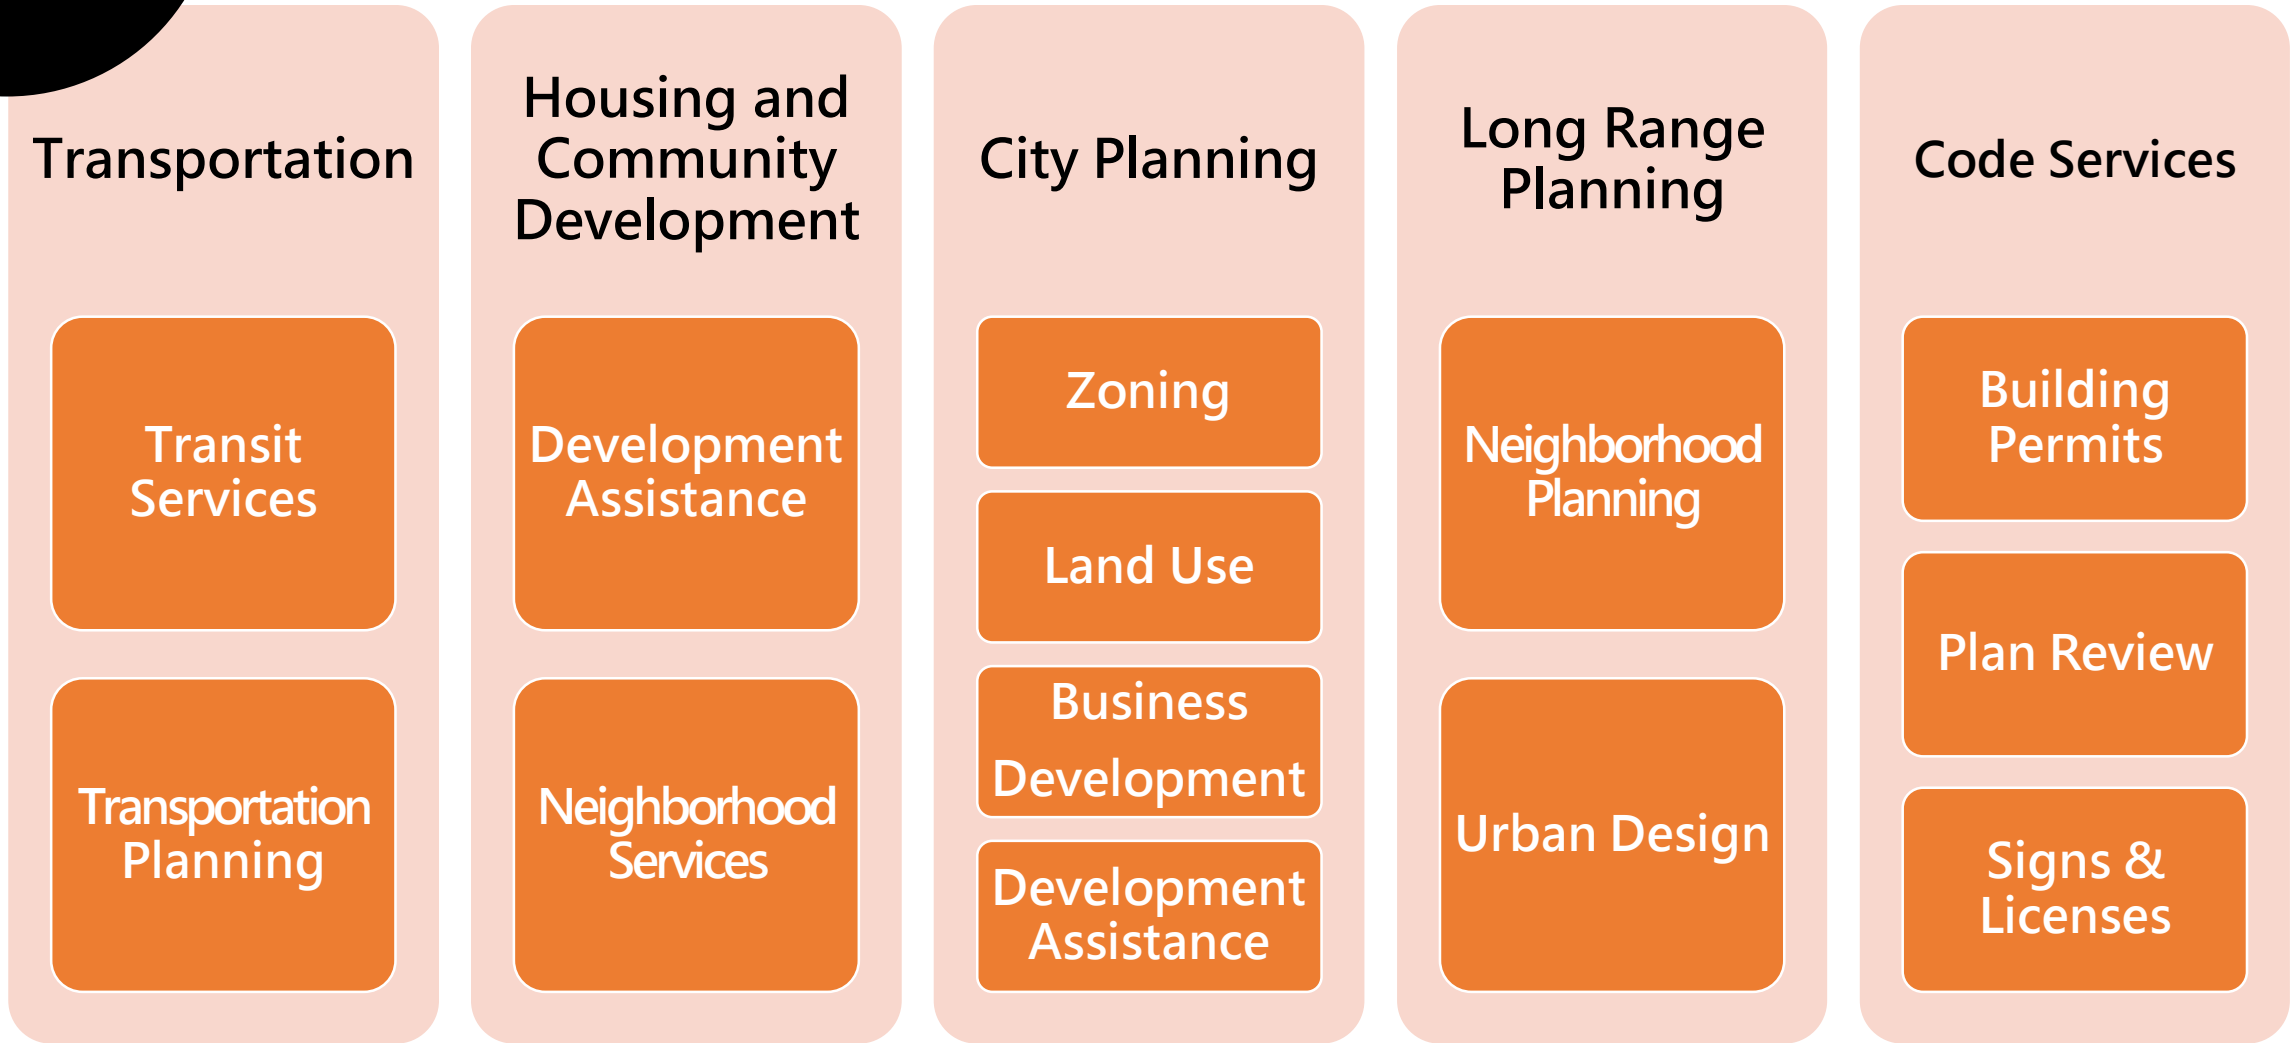 Transportation
Transit
Services
Transportation
Planning
Housing and
Community
Development
Development
Assistance
Neighborhood
Services
City Planning
Zoning
Land Use
Business
Development
Development
Assistance
Long Range
Planning
Neighborhood
Planning
Urban Design
Code Services
Building
Permits
Plan Review
Signs &
Licenses